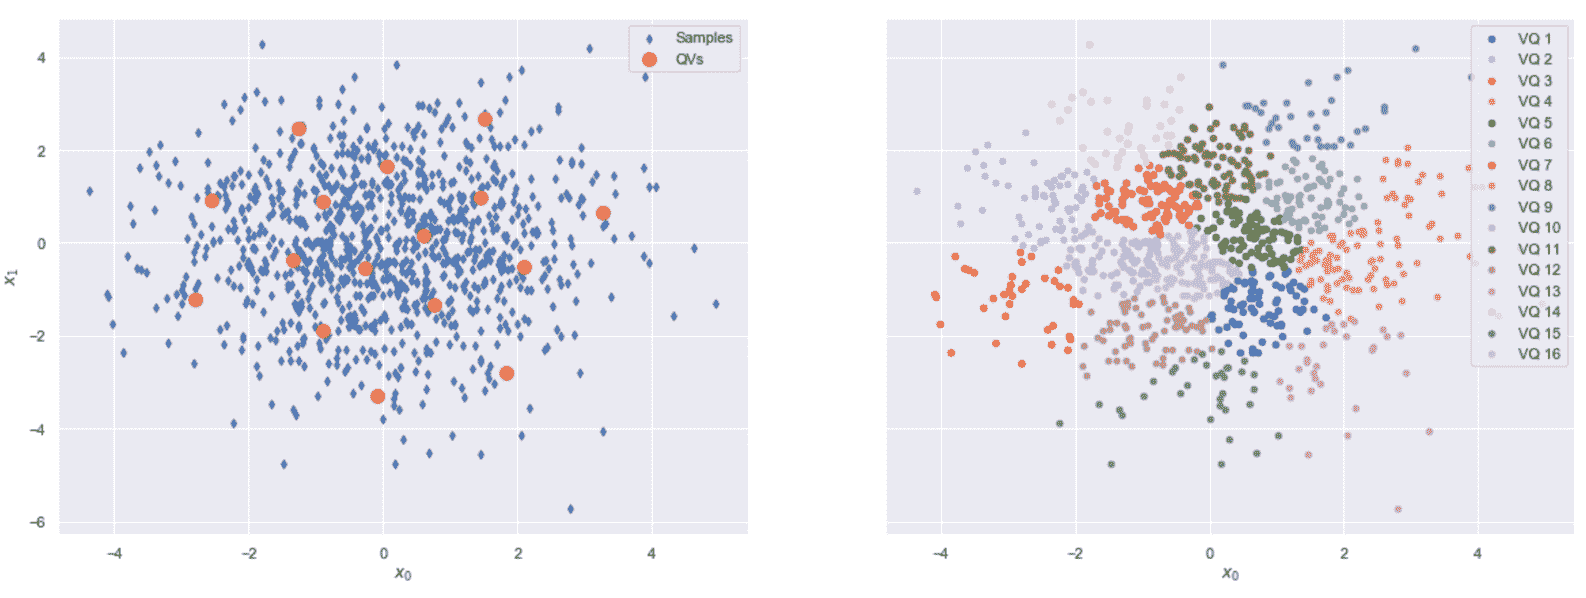 Samples
QVs
4
2
0
−2
−4
−6
x1
−4
−2
0
2
4
x0
VQ 1
VQ 2
VQ 3
VQ 4
VQ 5
VQ 6
VQ 7
VQ 8
VQ 9
VQ 10
VQ 11
VQ 12
VQ 13
VQ 14
VQ 15
VQ 16
−4
−2
0
2
4
x0